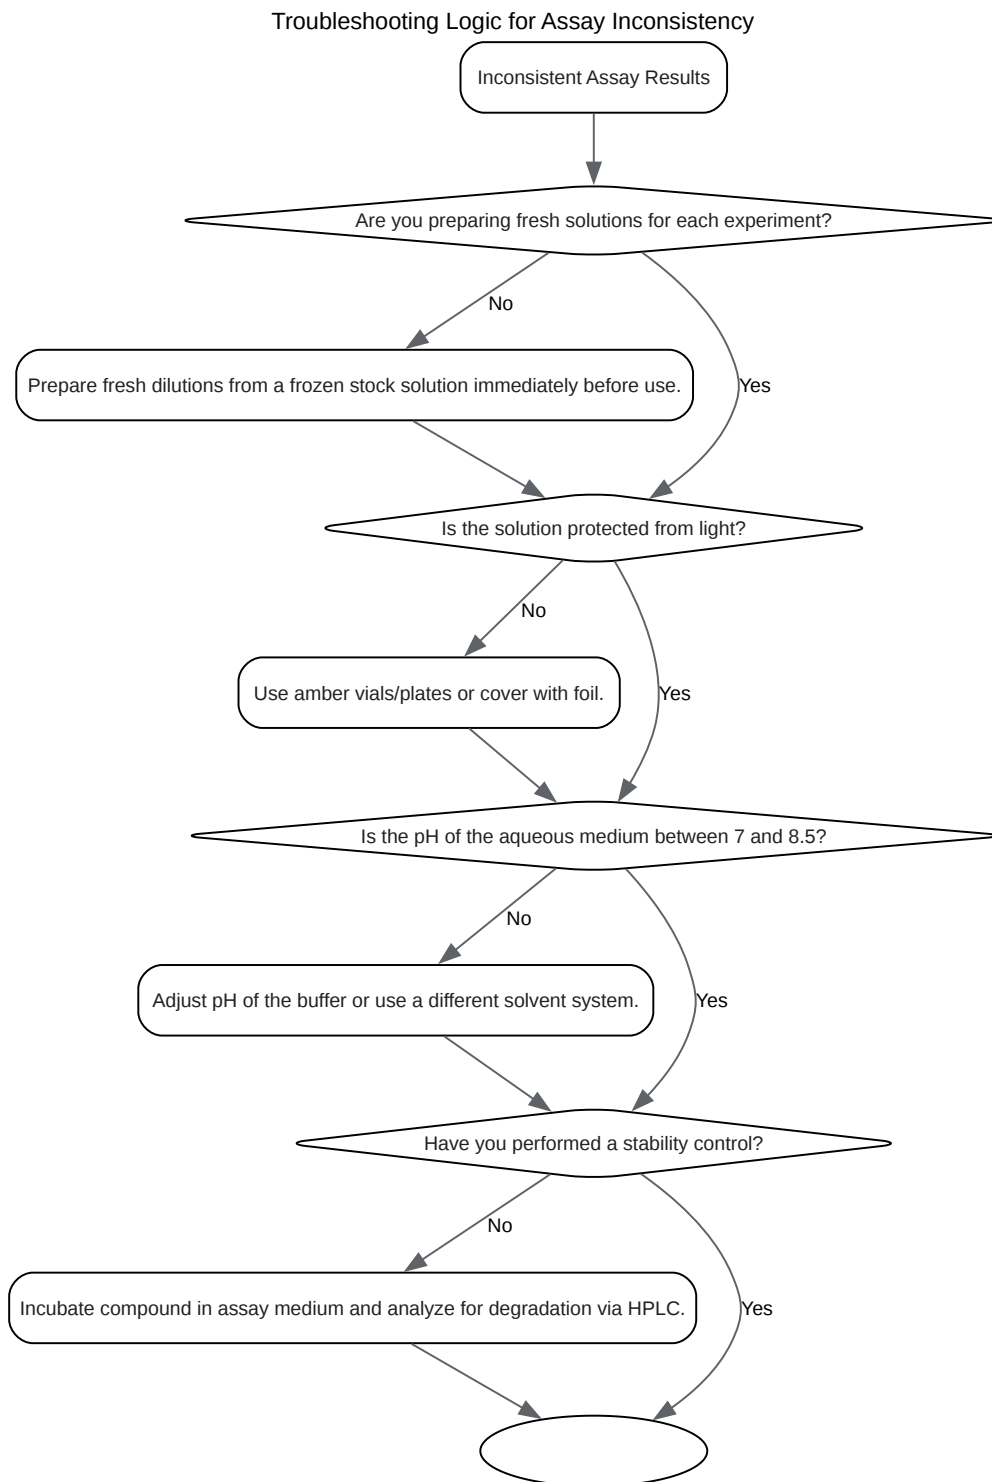 Troubleshooting Logic for Assay Inconsistency
Inconsistent Assay Results
Are you preparing fresh solutions for each experiment?
No
Prepare fresh dilutions from a frozen stock solution immediately before use.
Yes
Is the solution protected from light?
No
Use amber vials/plates or cover with foil.
Yes
Is the pH of the aqueous medium between 7 and 8.5?
No
Adjust pH of the buffer or use a different solvent system.
Yes
Have you performed a stability control?
No
Incubate compound in assay medium and analyze for degradation via HPLC.
Yes